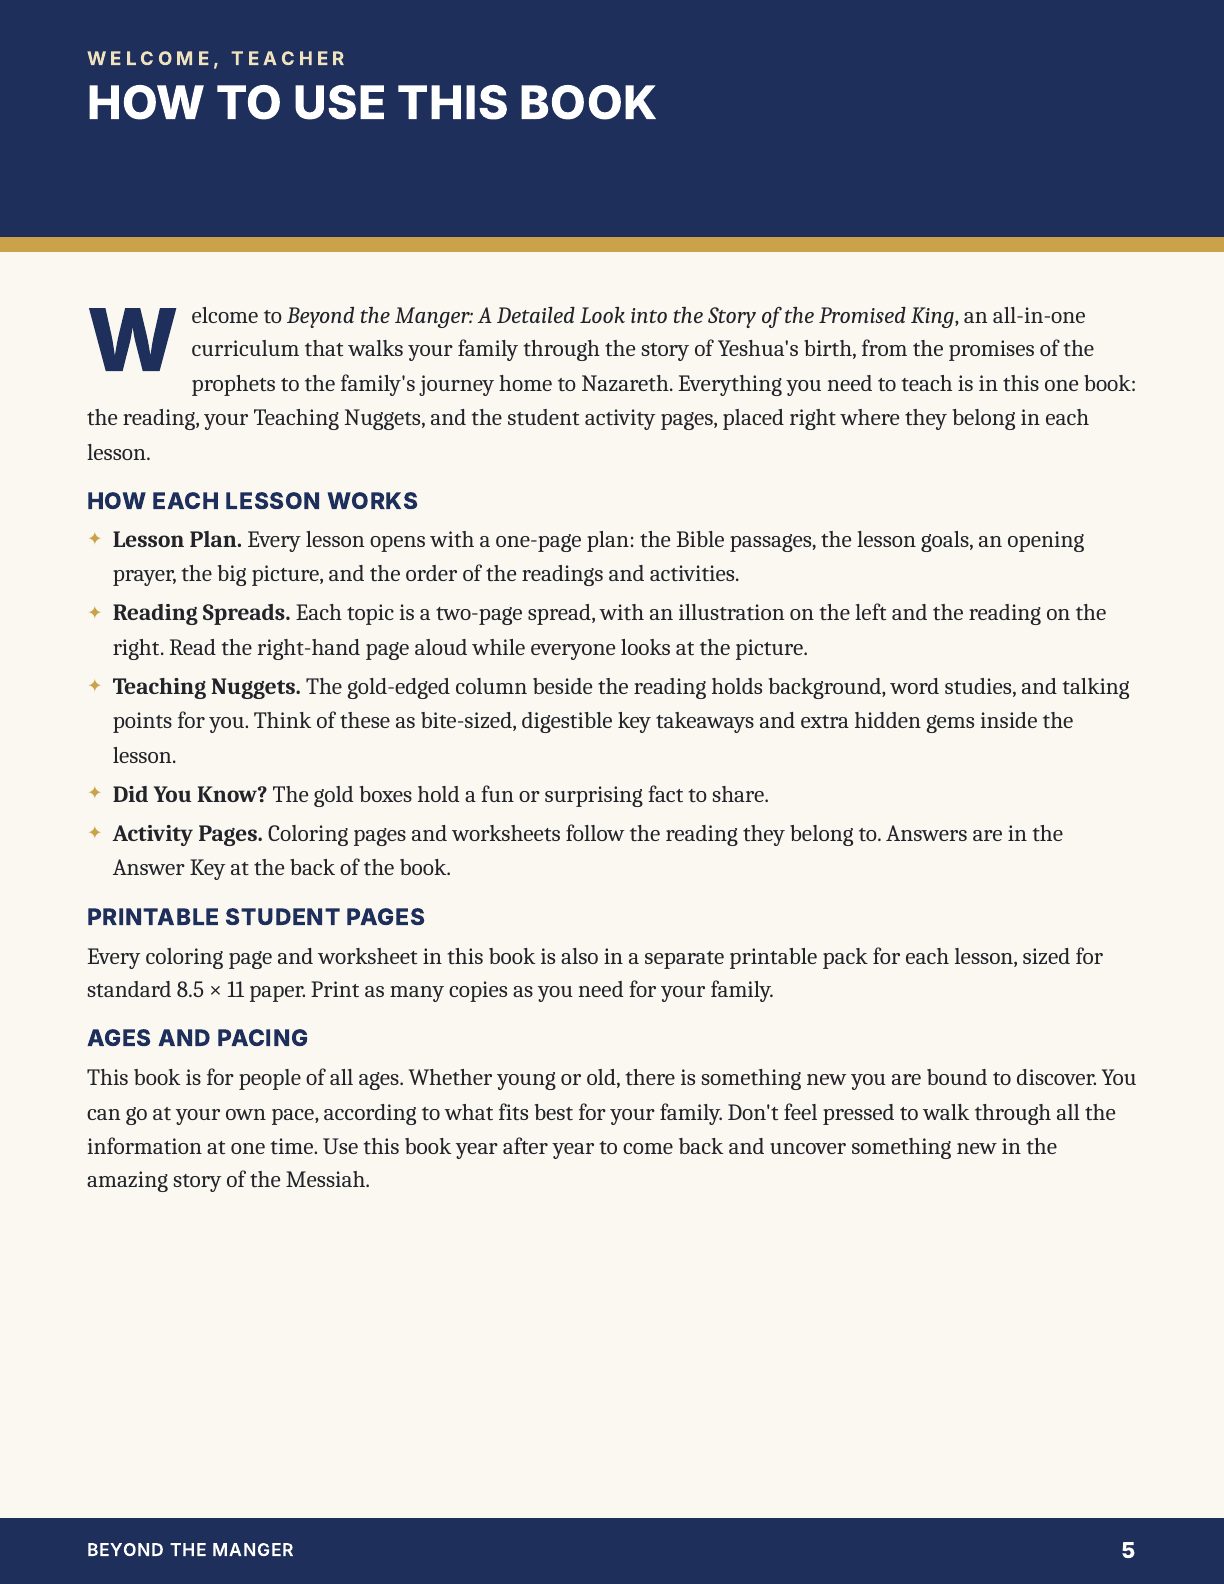 WELCOME, TEACHER
HOW TO USE THIS BOOK
Welcome to Beyond the Manger: A Detailed Look into the Story of the Promised King, an all-in-one
curriculum that walks your family through the story of Yeshua's birth, from the promises of the
prophets to the family's journey home to Nazareth. Everything you need to teach is in this one book:
the reading, your Teaching Nuggets, and the student activity pages, placed right where they belong in each
lesson.
HOW EACH LESSON WORKS
✦ Lesson Plan. Every lesson opens with a one-page plan: the Bible passages, the lesson goals, an opening
prayer, the big picture, and the order of the readings and activities.
✦ Reading Spreads. Each topic is a two-page spread, with an illustration on the left and the reading on the
right. Read the right-hand page aloud while everyone looks at the picture.
✦ Teaching Nuggets. The gold-edged column beside the reading holds background, word studies, and talking
points for you. Think of these as bite-sized, digestible key takeaways and extra hidden gems inside the
lesson.
✦ Did You Know? The gold boxes hold a fun or surprising fact to share.
✦ Activity Pages. Coloring pages and worksheets follow the reading they belong to. Answers are in the
Answer Key at the back of the book.
PRINTABLE STUDENT PAGES
Every coloring page and worksheet in this book is also in a separate printable pack for each lesson, sized for
standard 8.5 × 11 paper. Print as many copies as you need for your family.
AGES AND PACING
This book is for people of all ages. Whether young or old, there is something new you are bound to discover. You
can go at your own pace, according to what fits best for your family. Don't feel pressed to walk through all the
information at one time. Use this book year after year to come back and uncover something new in the
amazing story of the Messiah.
BEYOND THE MANGER
5